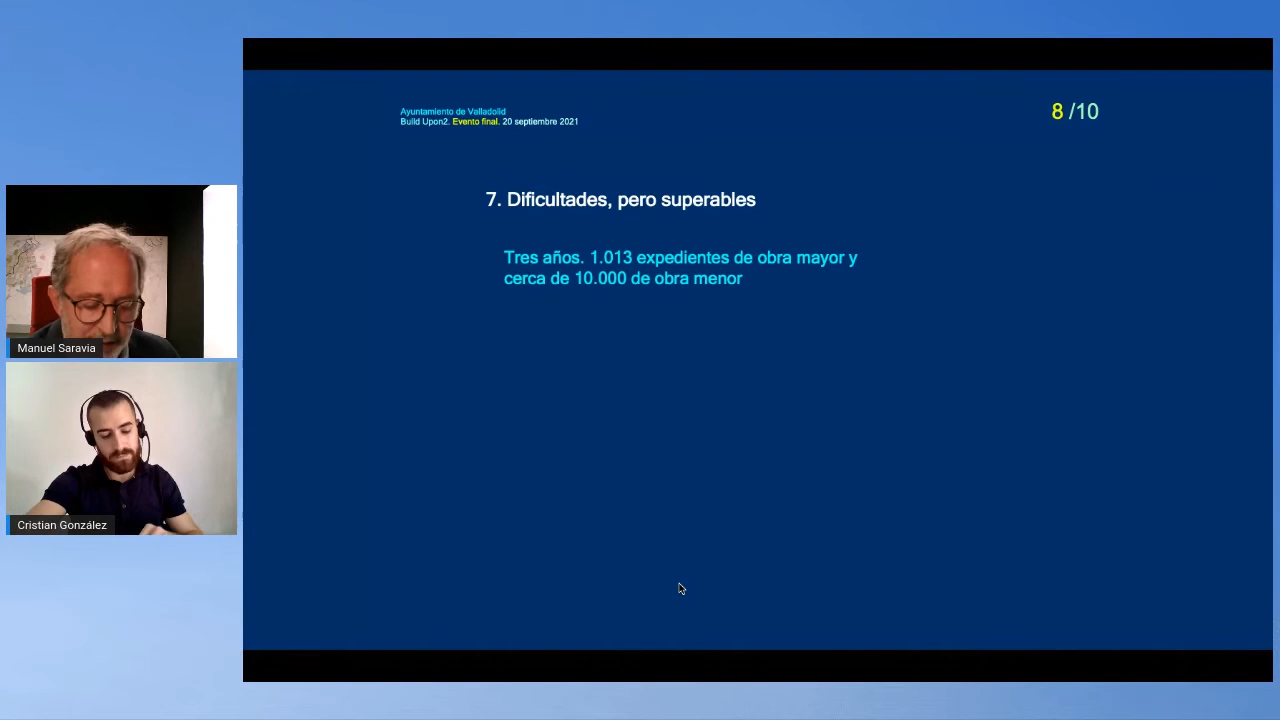 Ayuntamiento de Valladolid
Build Upon2. Evento final. 20 septiembre 2021
8 /10
7. Dificultades, pero superables
Tres años. 1.013 expedientes de obra mayor y
cerca de 10.000 de obra menor
Manuel Saravia
Cristian González